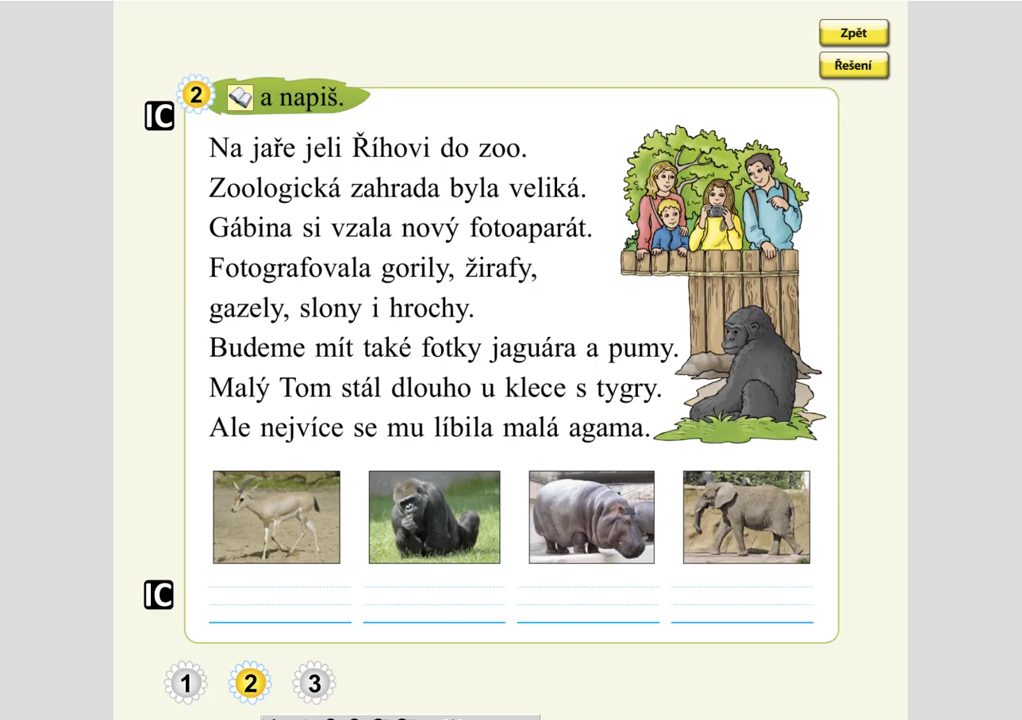 Zpět
Řešení
2 a napiš.
IC
Na jaře jeli Říhovi do zoo.
Zoologická zahrada byla veliká.
Gábina si vzala nový fotoaparát.
Fotografovala gorily, žirafy,
gazely, slony i hrochy.
Budeme mít také fotky jaguára a pumy.
Malý Tom stál dlouho u klece s tygry.
Ale nejvíce se mu líbila malá agama.
IC
1 2 3